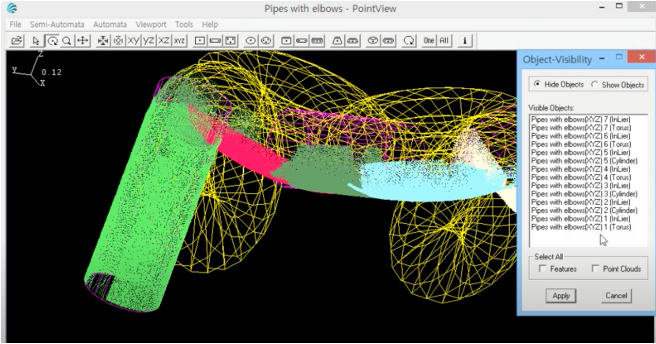 Pipes with elbows - PointView
File Semi-Automata Automata Viewport Tools Help
XY YZ XZ xyz One All i
Z
Y 0.12
X
Object-Visibility
Hide Objects Show Objects
Visible Objects:
Pipes with elbows(XYZ) 7 (InLier)
Pipes with elbows(XYZ) 7 (Torus)
Pipes with elbows(XYZ) 6 (InLier)
Pipes with elbows(XYZ) 6 (Torus)
Pipes with elbows(XYZ) 5 (InLier)
Pipes with elbows(XYZ) 5 (Cylinder)
Pipes with elbows(XYZ) 4 (InLier)
Pipes with elbows(XYZ) 4 (Torus)
Pipes with elbows(XYZ) 3 (InLier)
Pipes with elbows(XYZ) 3 (Cylinder)
Pipes with elbows(XYZ) 2 (InLier)
Pipes with elbows(XYZ) 2 (Cylinder)
Pipes with elbows(XYZ) 1 (InLier)
Pipes with elbows(XYZ) 1 (Torus)
Select All
Features Point Clouds
Apply Cancel